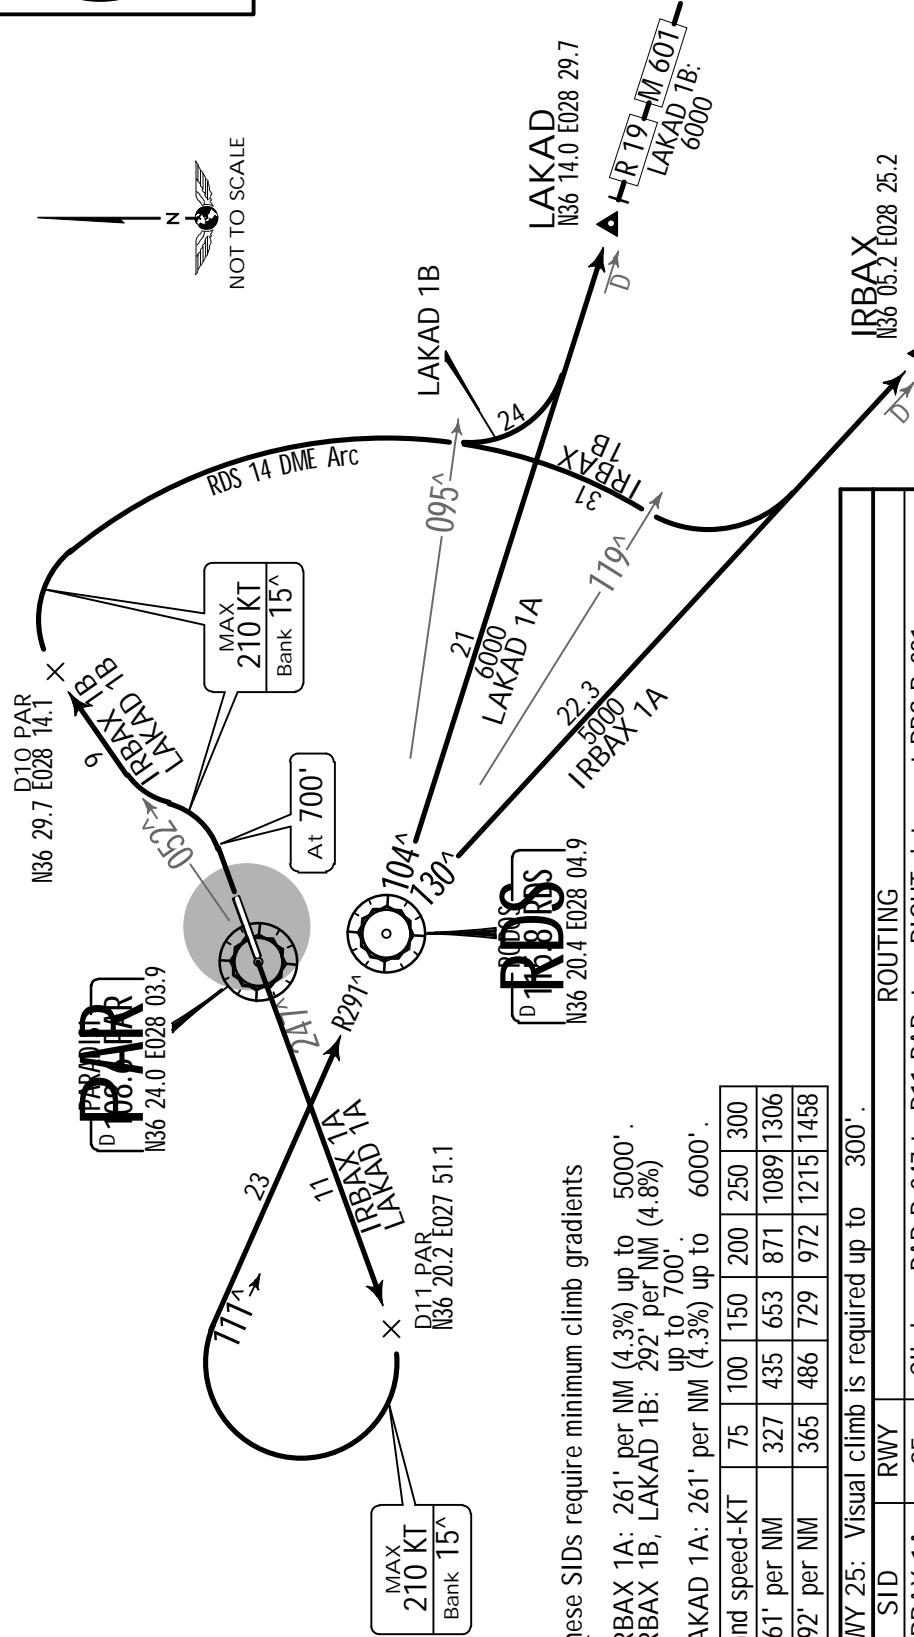 N
NOT TO SCALE
D10 PAR
N36 29.7 E028 14.1
9
IRBAX 1B
LAKAD 1B
052^
MAX
210 KT
Bank 15^
At 700'
RDS 14 DME Arc
LAKAD 1B
24
095^
31
IRBAX
1B
119^
LAKAD
N36 14.0 E028 29.7
D
R 19
M 601
LAKAD 1B:
6000
IRBAX
N36 05.2 E028 25.2
D
21
6000
LAKAD 1A
22.3
5000
IRBAX 1A
104^
130^
RODOS
D 115.8 RDS
RDS
N36 20.4 E028 04.9
PARADISI
D 108.6 PAR
PAR
N36 24.0 E028 03.9
247^
R291^
11
IRBAX 1A
LAKAD 1A
23
111^
D11 PAR
N36 20.2 E027 51.1
MAX
210 KT
Bank 15^
hese SIDs require minimum climb gradients
RBAX 1A: 261' per NM (4.3%) up to 5000'.
RBAX 1B, LAKAD 1B: 292' per NM (4.8%)
up to 700'.
AKAD 1A: 261' per NM (4.3%) up to 6000'.
nd speed-KT 75 100 150 200 250 300
61' per NM 327 435 653 871 1089 1306
92' per NM 365 486 729 972 1215 1458
WY 25: Visual climb is required up to 300'.
SID RWY ROUTING